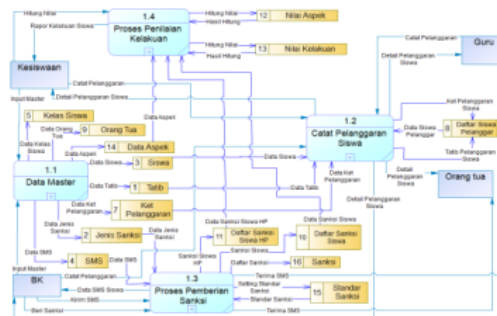 Hitung Nilai
Rapor Kelakuan Siswa
1.4
Proses Penilaian
Kelakuan
Hitung Nilai
Hasil Hitung
12 Nilai Aspek
Hitung Nilai
Hasil Hitung
13 Nilai Kelakuan
Catat Pelanggaran
Guru
Detail Pelanggaran Siswa
Kesiswaan
Catat Pelanggaran
Detail Pelanggaran
Siswa
Input Master
5 Kelas Siswa
Data Orang
Tua
9 Orang Tua
Data Kelas
Siswa
Data Aspek
Data Aspek
14 Data Aspek
Data Siswa
3 Siswa
Data Siswa
1.1
Data Master
Data Tatib
1 Tatib
Data Tatib
Data Ket
Pelanggaran
7 Ket
Pelanggaran
Data Ket
Pelanggaran
1.2
Catat Pelanggaran
Siswa
Ket Pelanggaran
Siswa
8 Daftar Siswa
Pelanggar
Tatib Pelanggaran
Siswa
Detail
Pelanggaran
Siswa
Orang tua
Detail Pelanggaran
Siswa
Data Jenis
Sanksi
2 Jenis Sanksi
Data Jenis
Sanksi
Data Sanksi
Siswa HP
11 Daftar Sanksi
Siswa HP
Data Sanksi Siswa
10 Daftar Sanksi
Siswa
Data SMS
4 SMS
Data SMS
Sanksi
Siswa HP
Daftar Sanksi
16 Sanksi
Input Master
BK
Catat Pelanggaran
Data SMS Siswa
Kirim SMS
Beri Sanksi
1.3
Proses Pemberian
Sanksi
Terima SMS
Setting Standar
Sanksi
15 Standar
Sanksi
Standar Sanksi
Terima SMS